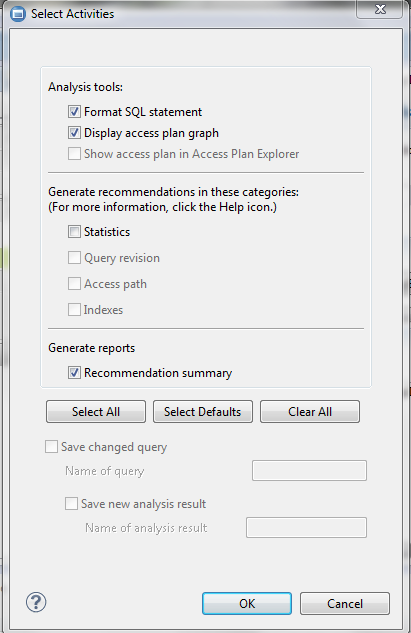 Select Activities
Analysis tools:
Format SQL statement
Display access plan graph
Show access plan in Access Plan Explorer
Generate recommendations in these categories:
(For more information, click the Help icon.)
Statistics
Query revision
Access path
Indexes
Generate reports
Recommendation summary
Select All Select Defaults Clear All
Save changed query
Name of query
Save new analysis result
Name of analysis result
? OK Cancel